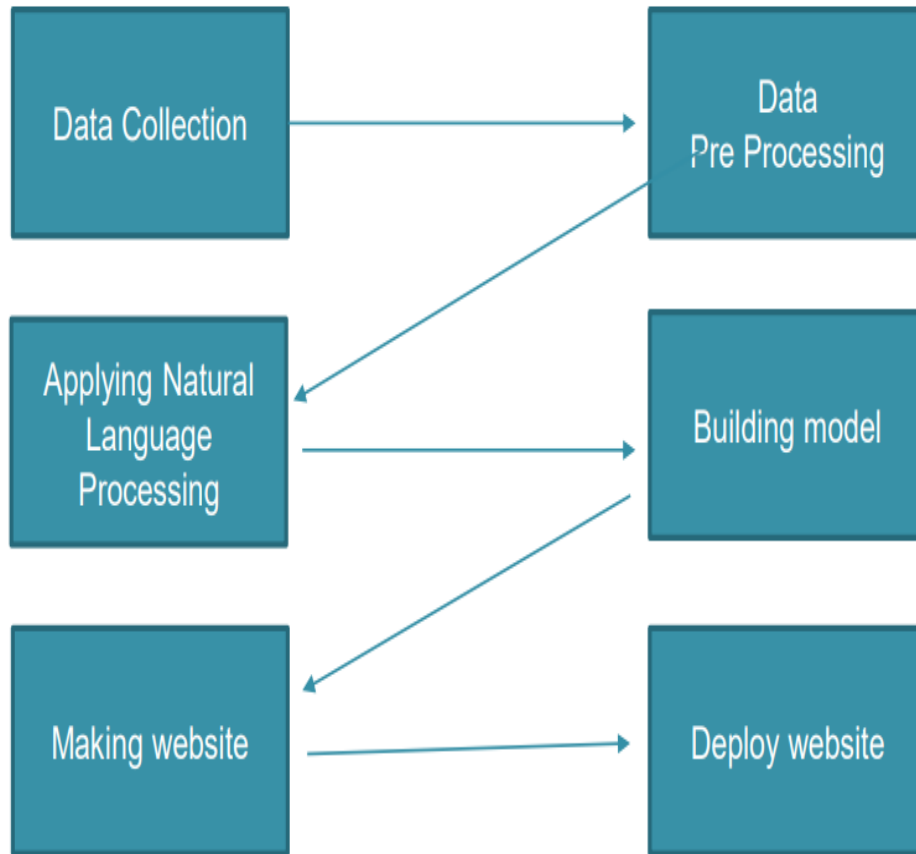 Data Collection
Data
Pre Processing
Applying Natural
Language
Processing
Building model
Making website
Deploy website